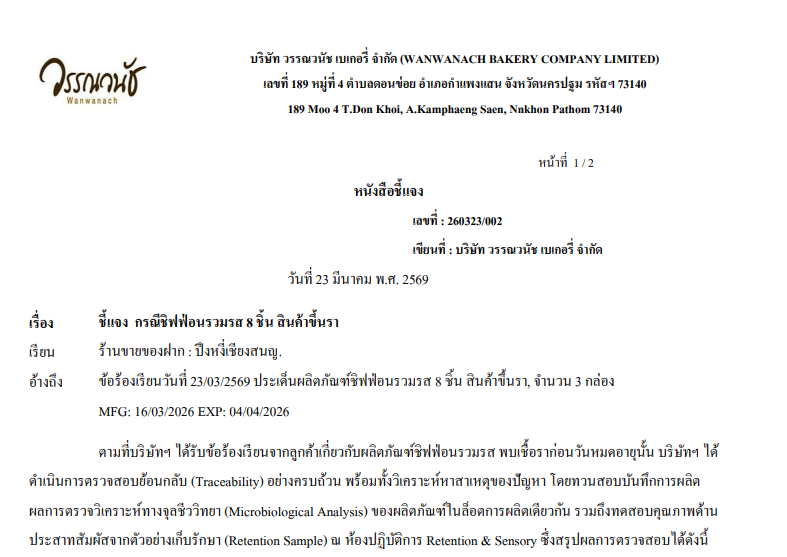 วรรณวนัช
Wanwanach
บริษัท วรรณวนัช เบเกอรี่ จำกัด (WANWANACH BAKERY COMPANY LIMITED)
เลขที่ 189 หมู่ที่ 4 ตำบลดอนข่อย อำเภอกำแพงแสน จังหวัดนครปฐม รหัสฯ 73140
189 Moo 4 T.Don Khoi, A.Kamphaeng Saen, Nnkhon Pathom 73140
หน้าที่ 1 / 2
หนังสือชี้แจง
เลขที่ : 260323/002
เขียนที่ : บริษัท วรรณวนัช เบเกอรี่ จำกัด
วันที่ 23 มีนาคม พ.ศ. 2569
เรื่อง ชี้แจง กรณีชิฟฟ่อนรวมรส 8 ชิ้น สินค้าขึ้นรา
เรียน ร้านขายของฝาก : ปึงหงี่เชียงสนญ.
อ้างถึง ข้อร้องเรียนวันที่ 23/03/2569 ประเด็นผลิตภัณฑ์ชิฟฟ่อนรวมรส 8 ชิ้น สินค้าขึ้นรา, จำนวน 3 กล่อง
MFG: 16/03/2026 EXP: 04/04/2026
ตามที่บริษัทฯ ได้รับข้อร้องเรียนจากลูกค้าเกี่ยวกับผลิตภัณฑ์ชิฟฟ่อนรวมรส พบเชื้อราก่อนวันหมดอายุนั้น บริษัทฯ ได้
ดำเนินการตรวจสอบย้อนกลับ (Traceability) อย่างครบถ้วน พร้อมทั้งวิเคราะห์หาสาเหตุของปัญหา โดยทวนสอบบันทึกการผลิต
ผลการตรวจวิเคราะห์ทางจุลชีววิทยา (Microbiological Analysis) ของผลิตภัณฑ์ในล็อตการผลิตเดียวกัน รวมถึงทดสอบคุณภาพด้าน
ประสาทสัมผัสจากตัวอย่างเก็บรักษา (Retention Sample) ณ ห้องปฏิบัติการ Retention & Sensory ซึ่งสรุปผลการตรวจสอบได้ดังนี้